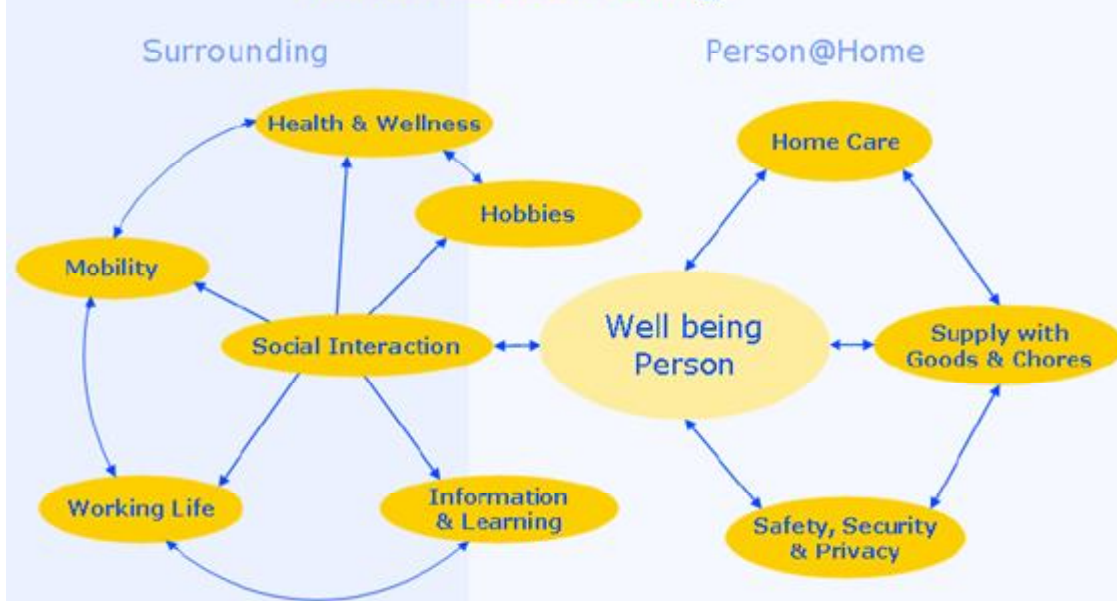 Surrounding
Person@Home
Health & Wellness
Home Care
Hobbies
Mobility
Well being
Person
Social Interaction
Supply with
Goods & Chores
Working Life
Information
& Learning
Safety, Security
& Privacy